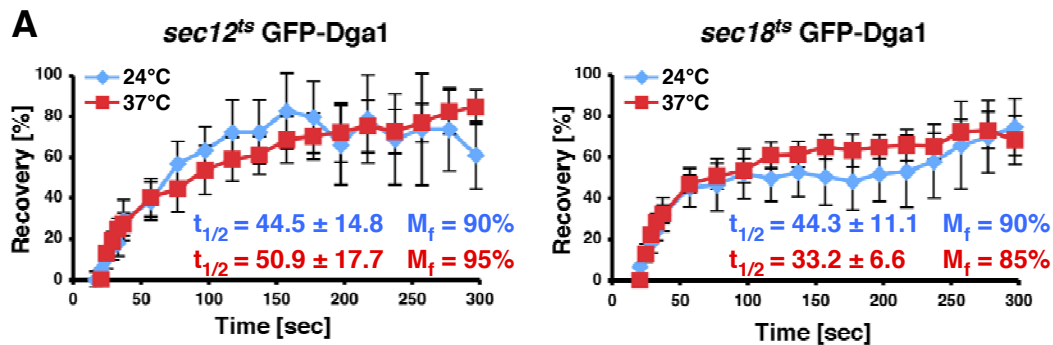 A
sec12ts GFP-Dga1
24°C
37°C
Recovery [%]
100
80
60
40
20
0
t1/2 = 44.5 ± 14.8 Mf = 90%
t1/2 = 50.9 ± 17.7 Mf = 95%
0 50 100 150 200 250 300
Time [sec]
sec18ts GFP-Dga1
24°C
37°C
Recovery [%]
100
80
60
40
20
0
t1/2 = 44.3 ± 11.1 Mf = 90%
t1/2 = 33.2 ± 6.6 Mf = 85%
0 50 100 150 200 250 300
Time [sec]